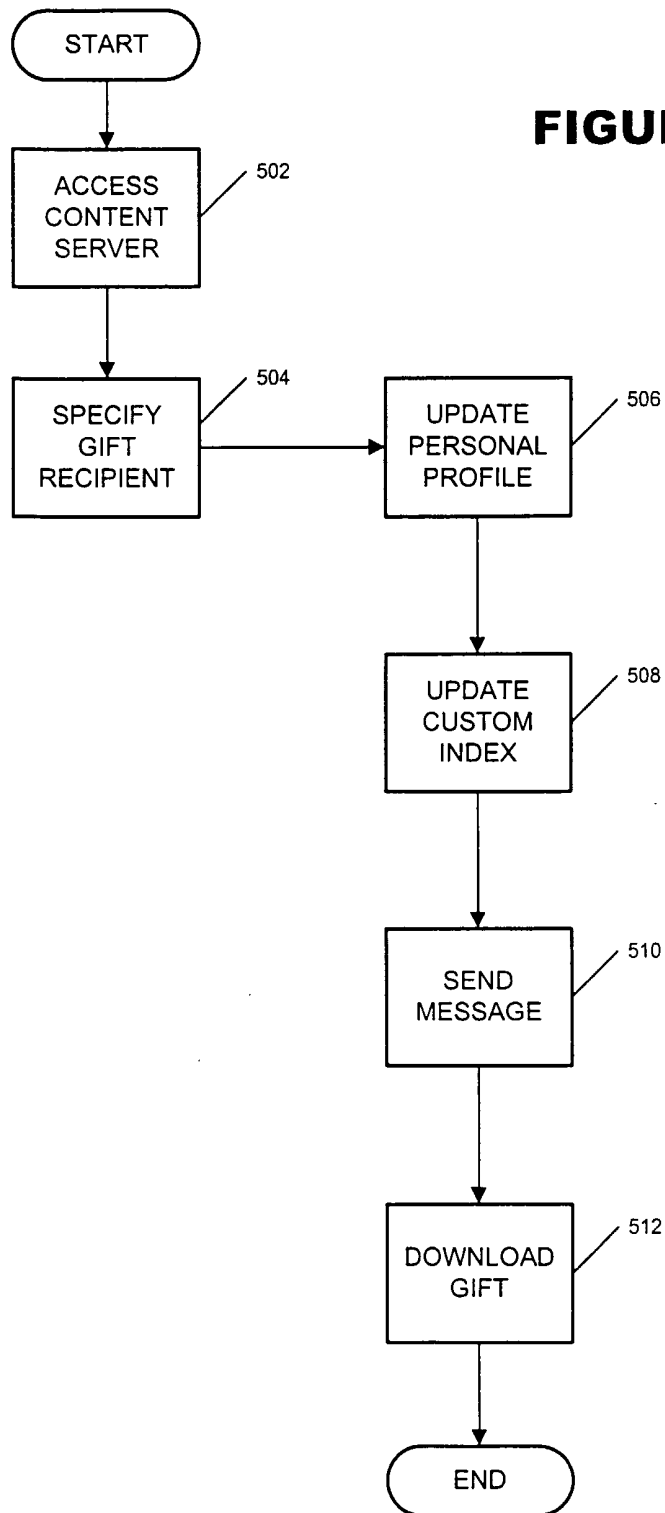 START
FIGU
ACCESS
CONTENT
SERVER
502
SPECIFY
GIFT
RECIPIENT
504
UPDATE
PERSONAL
PROFILE
506
UPDATE
CUSTOM
INDEX
508
SEND
MESSAGE
510
DOWNLOAD
GIFT
512
END